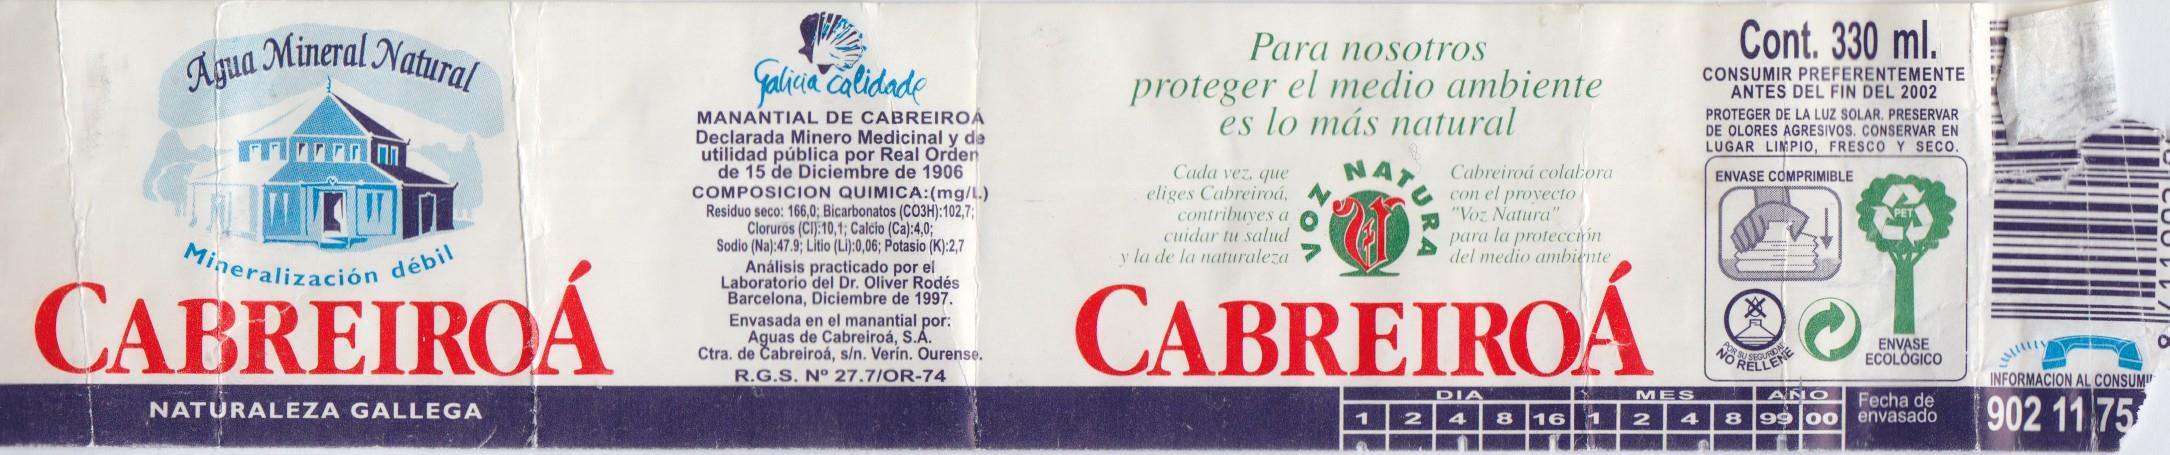 Agua Mineral Natural
Mineralización débil
CABREIROÁ
NATURALEZA GALLEGA
Galicia calidade
MANANTIAL DE CABREIROÁ
Declarada Minero Medicinal y de
utilidad pública por Real Orden
de 15 de Diciembre de 1906
COMPOSICION QUIMICA:(mg/L)
Residuo seco: 166,0; Bicarbonatos (CO3H):102,7;
Cloruros (Cl):10,1; Calcio (Ca):4,0;
Sodio (Na):47.9; Litio (Li):0,06; Potasio (K):2,7
Análisis practicado por el
Laboratorio del Dr. Oliver Rodés
Barcelona, Diciembre de 1997.
Envasada en el manantial por:
Aguas de Cabreiroá, S.A.
Ctra. de Cabreiroá, s/n. Verín. Ourense.
R.G.S. Nº 27.7/OR-74
Para nosotros
proteger el medio ambiente
es lo más natural
Cada vez, que
eliges Cabreiroá,
contribuyes a
cuidar tu salud
y la de la naturaleza
VOZ NATURA
Cabreiroá colabora
con el proyecto
"Voz Natura"
para la protección
del medio ambiente
CABREIROÁ
DIA MES AÑO
1 2 4 8 16 1 2 4 8 99 00
Fecha de
envasado
Cont. 330 ml.
CONSUMIR PREFERENTEMENTE
ANTES DEL FIN DEL 2002
PROTEGER DE LA LUZ SOLAR. PRESERVAR
DE OLORES AGRESIVOS. CONSERVAR EN
LUGAR LIMPIO, FRESCO Y SECO.
ENVASE COMPRIMIBLE
PET
POR SU SEGURIDAD
NO RELLENE
ENVASE
ECOLÓGICO
INFORMACION AL CONSUMI
902 11 75